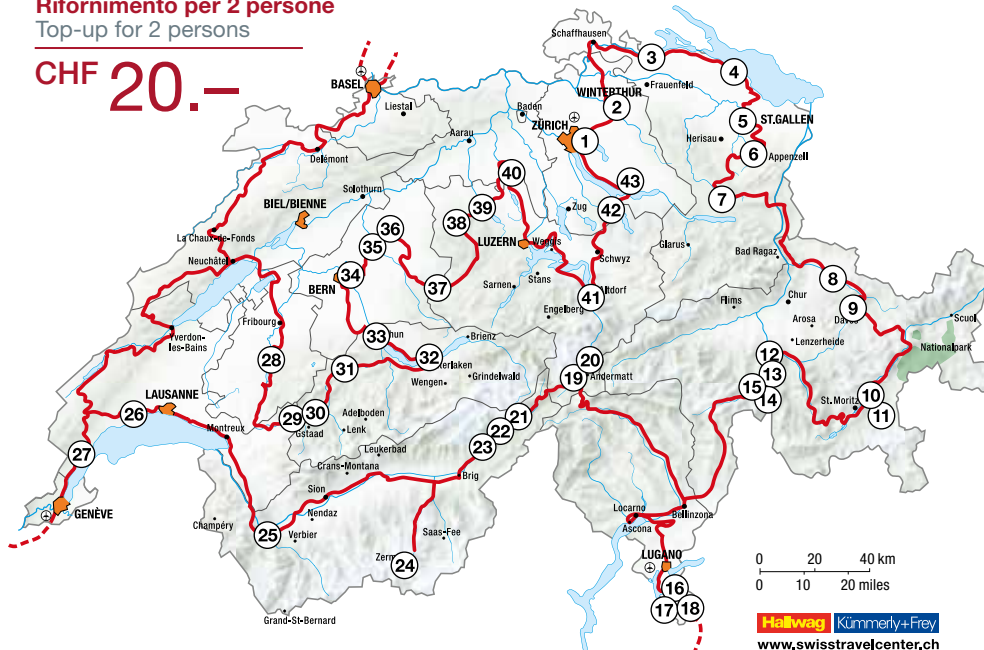 Rifornimento per 2 persone
Top-up for 2 persons
CHF 20.–
Schaffhausen
3
4
BASEL
Frauenfeld
WINTERTHUR
2
Liestal
Baden
ZÜRICH
1
5
ST.GALLEN
Aarau
Herisau
6
Appenzell
Delémont
40
43
7
Solothurn
39
42
BIEL/BIENNE
Zug
38
36
La Chaux-de-Fonds
35
LUZERN
Weggis
Glarus
Bad Ragaz
Neuchâtel
Schwyz
34
Stans
8
BERN
37
Sarnen
41
Altdorf
Chur
Flims
9
Engelberg
Arosa
Davos
Scuol
Fribourg
33
Thun
Brienz
Yverdon-
les-Bains
Lenzerheide
Nationalpark
28
32
Interlaken
20
12
31
Grindelwald
19
Andermatt
13
Wengen
15
14
10
LAUSANNE
30
Adelboden
21
St.Moritz
11
26
29
Gstaad
Lenk
22
Montreux
Leukerbad
23
27
Crans-Montana
Brig
Sion
GENÈVE
Nendaz
Locarno
Bellinzona
Champéry
25
Verbier
Saas-Fee
Ascona
24
LUGANO
0 20 40 km
0 10 20 miles
16
17
18
Grand-St-Bernard
Hallwag Kümmerly+Frey
www.swisstravelcenter.ch